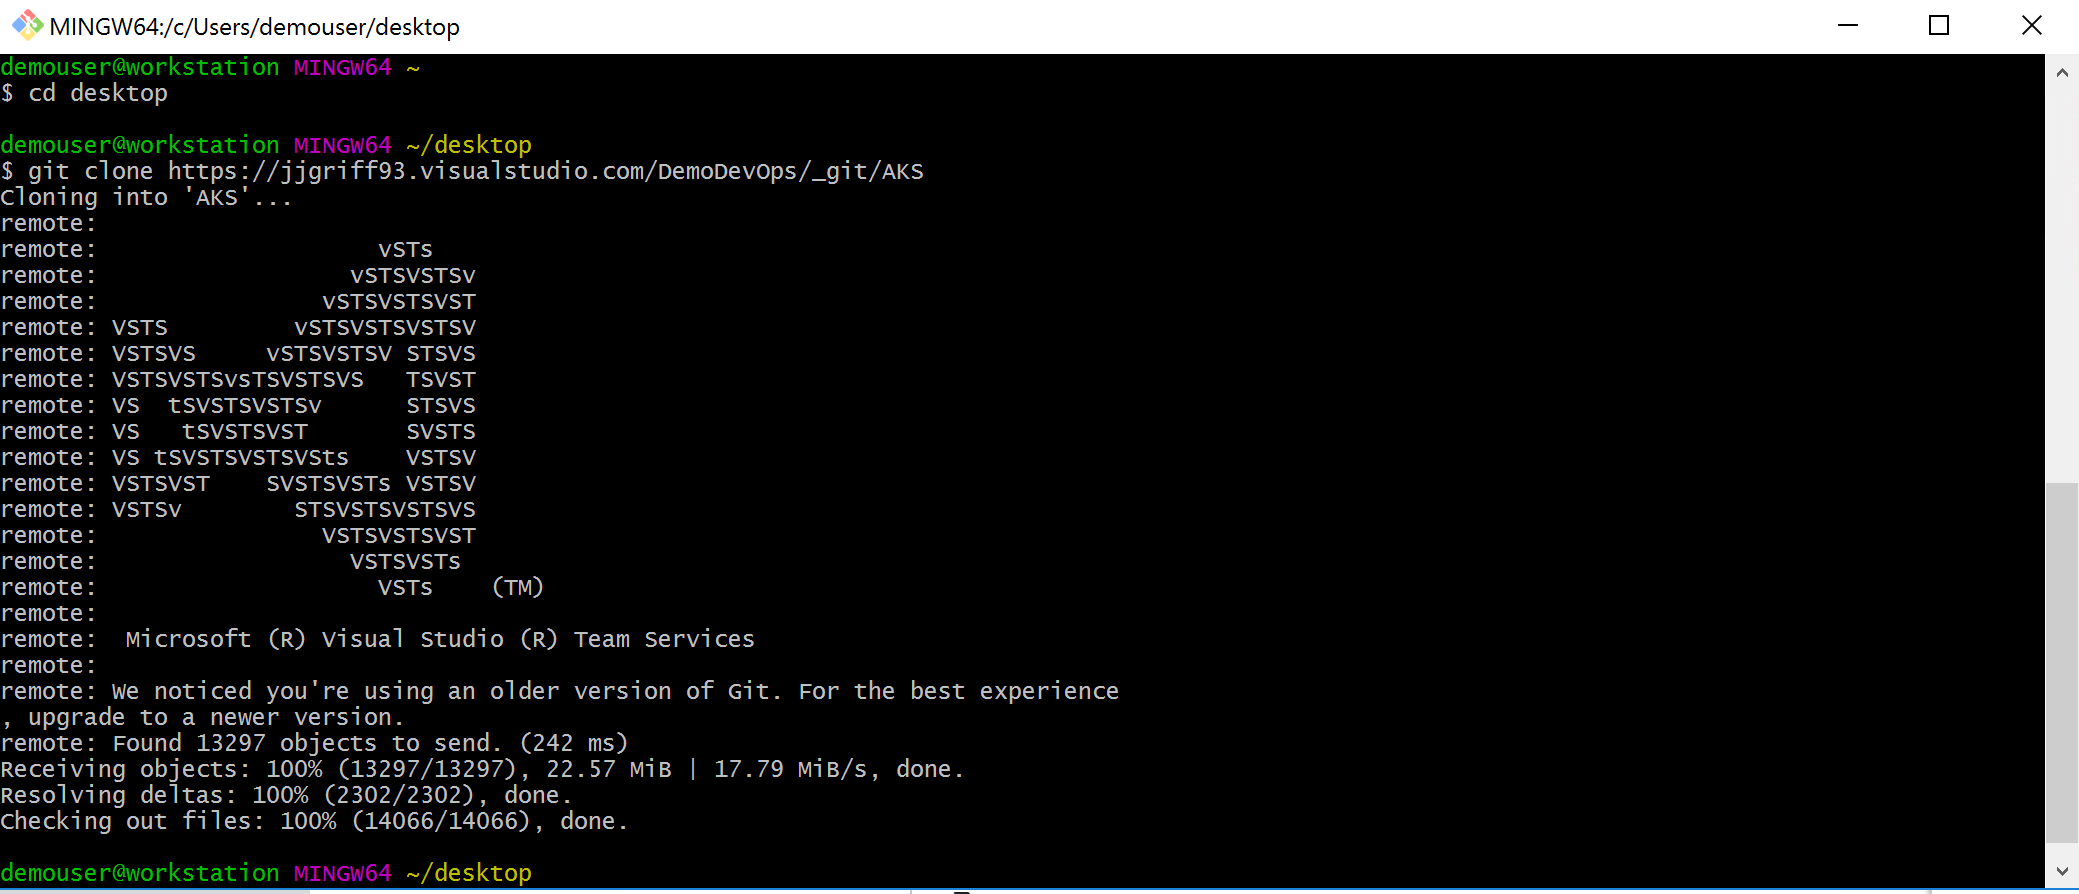 MINGW64:/c/Users/demouser/desktop
demouser@workstation MINGW64 ~
$ cd desktop
demouser@workstation MINGW64 ~/desktop
$ git clone https://jjgriff93.visualstudio.com/DemoDevOps/_git/AKS
Cloning into 'AKS'...
remote:
remote:                    vSTs
remote:                  vSTSVSTSv
remote:                vSTSVSTSVST
remote: VSTS         vSTSVSTSVSTSV
remote: VSTSVS     vSTSVSTSV STSVS
remote: VSTSVSTSvsTSVSTSVS   TSVST
remote: VS  tSVSTSVSTSv      STSVS
remote: VS   tSVSTSVST       SVSTS
remote: VS tSVSTSVSTSVSts    VSTSV
remote: VSTSVST    SVSTSVSTs VSTSV
remote: VSTSv        STSVSTSVSTSVS
remote:                VSTSVSTSVST
remote:                  VSTSVSTs
remote:                    VSTs    (TM)
remote:
remote:  Microsoft (R) Visual Studio (R) Team Services
remote:
remote: We noticed you're using an older version of Git. For the best experience
, upgrade to a newer version.
remote: Found 13297 objects to send. (242 ms)
Receiving objects: 100% (13297/13297), 22.57 MiB | 17.79 MiB/s, done.
Resolving deltas: 100% (2302/2302), done.
Checking out files: 100% (14066/14066), done.
demouser@workstation MINGW64 ~/desktop